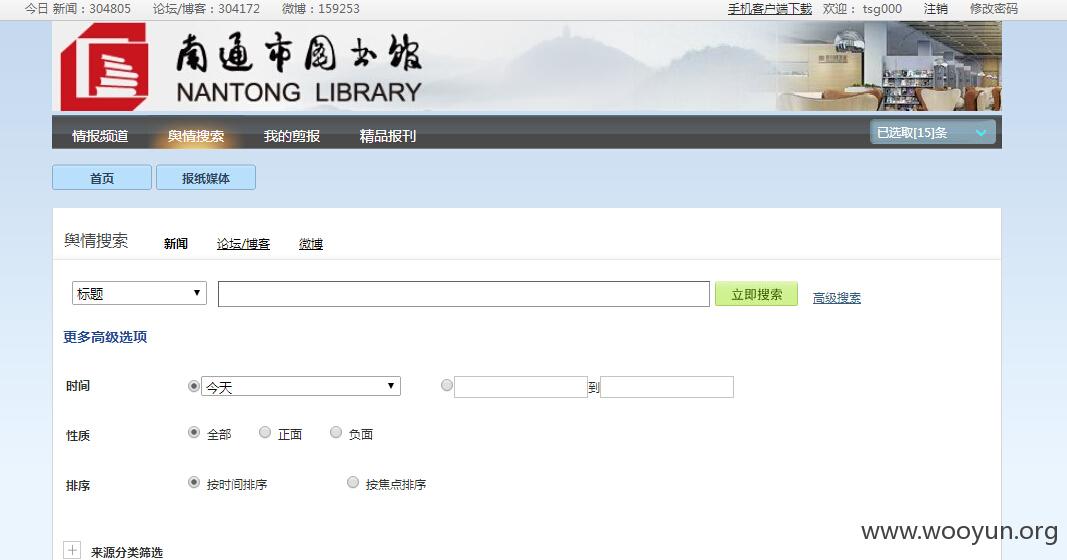 今日 新闻：304805 论坛/博客：304172 微博：159253 手机客户端下载 欢迎： tsg000 注销 修改密码
南通市图书馆
NANTONG LIBRARY
情报频道 舆情搜索 我的剪报 精品报刊 已选取[15]条
首页 报纸媒体
舆情搜索 新闻 论坛/博客 微博
标题 立即搜索 高级搜索
更多高级选项
时间 今天 到
性质 全部 正面 负面
排序 按时间排序 按焦点排序
来源分类筛选
www.wooyun.org